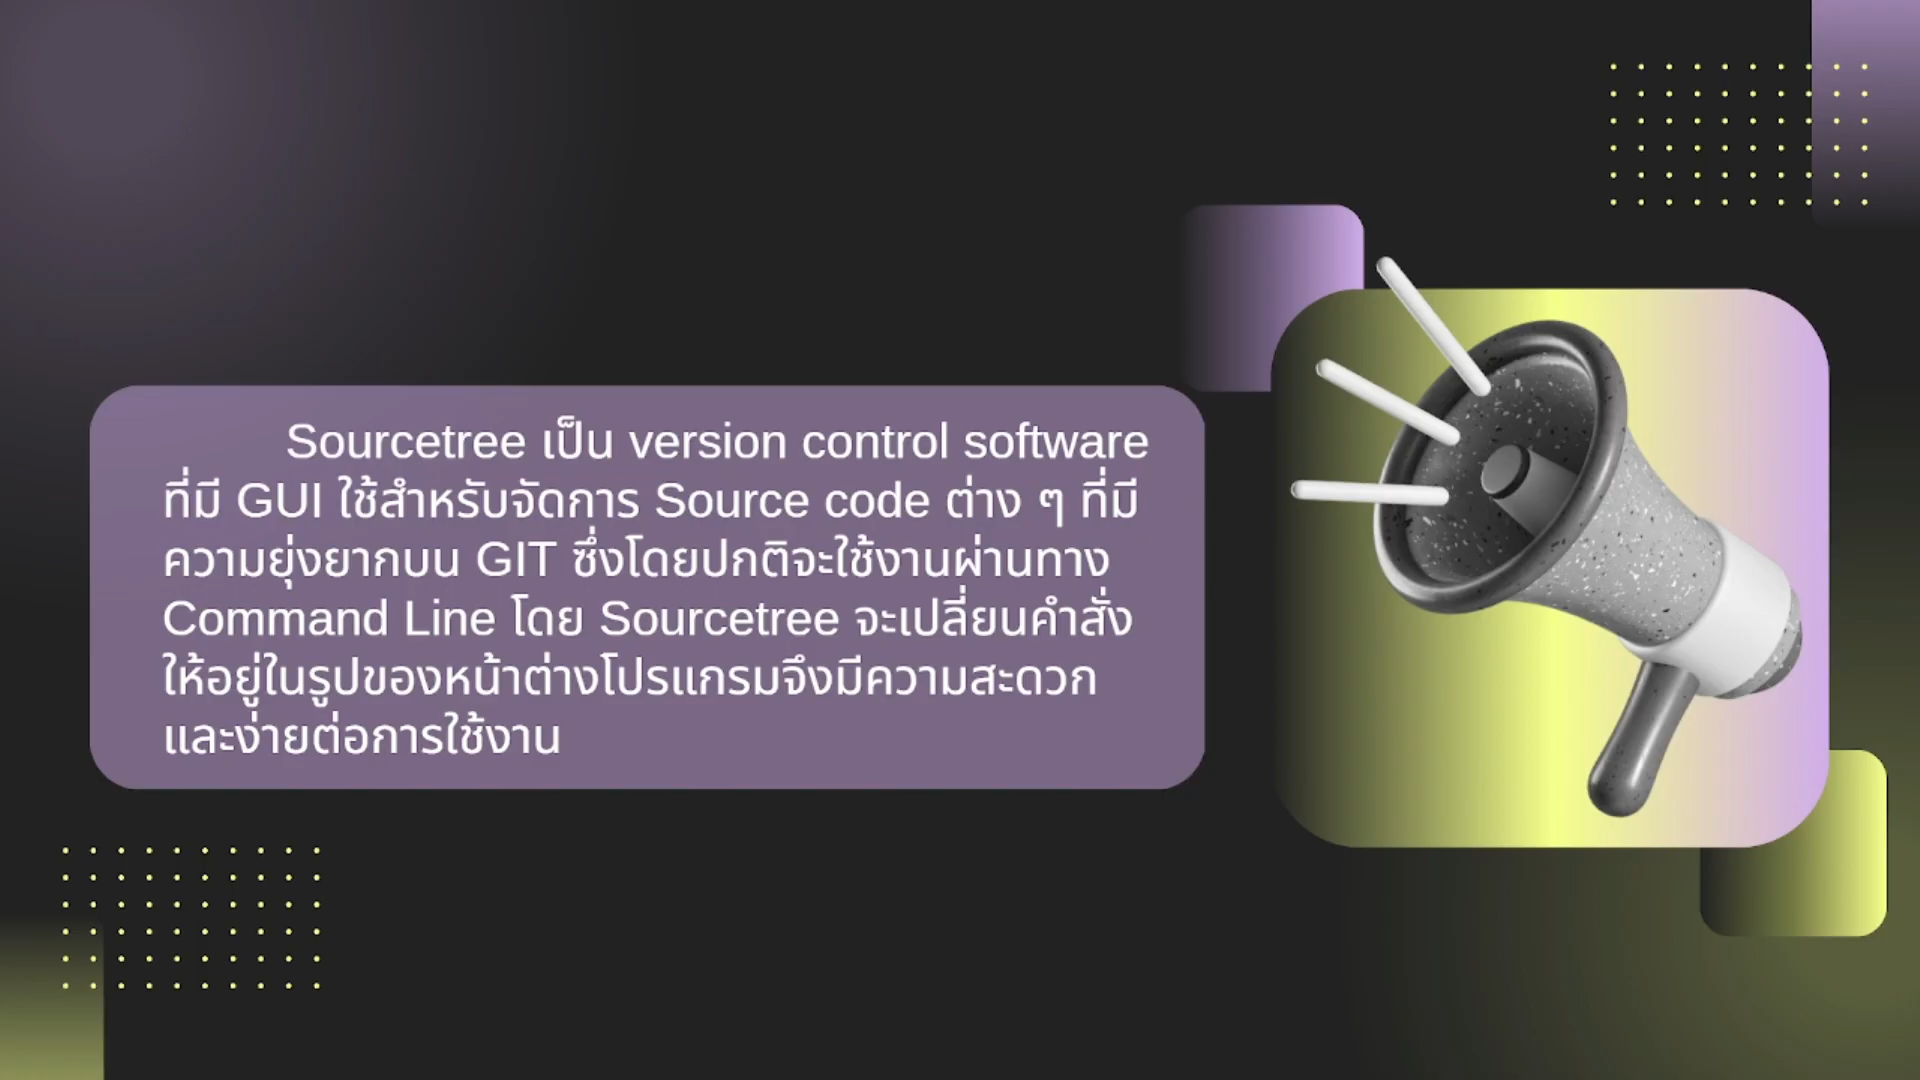 Sourcetree เป็น version control software
ที่มี GUI ใช้สำหรับจัดการ Source code ต่าง ๆ ที่มี
ความยุ่งยากบน GIT ซึ่งโดยปกติจะใช้งานผ่านทาง
Command Line โดย Sourcetree จะเปลี่ยนคำสั่ง
ให้อยู่ในรูปของหน้าต่างโปรแกรมจึงมีความสะดวก
และง่ายต่อการใช้งาน